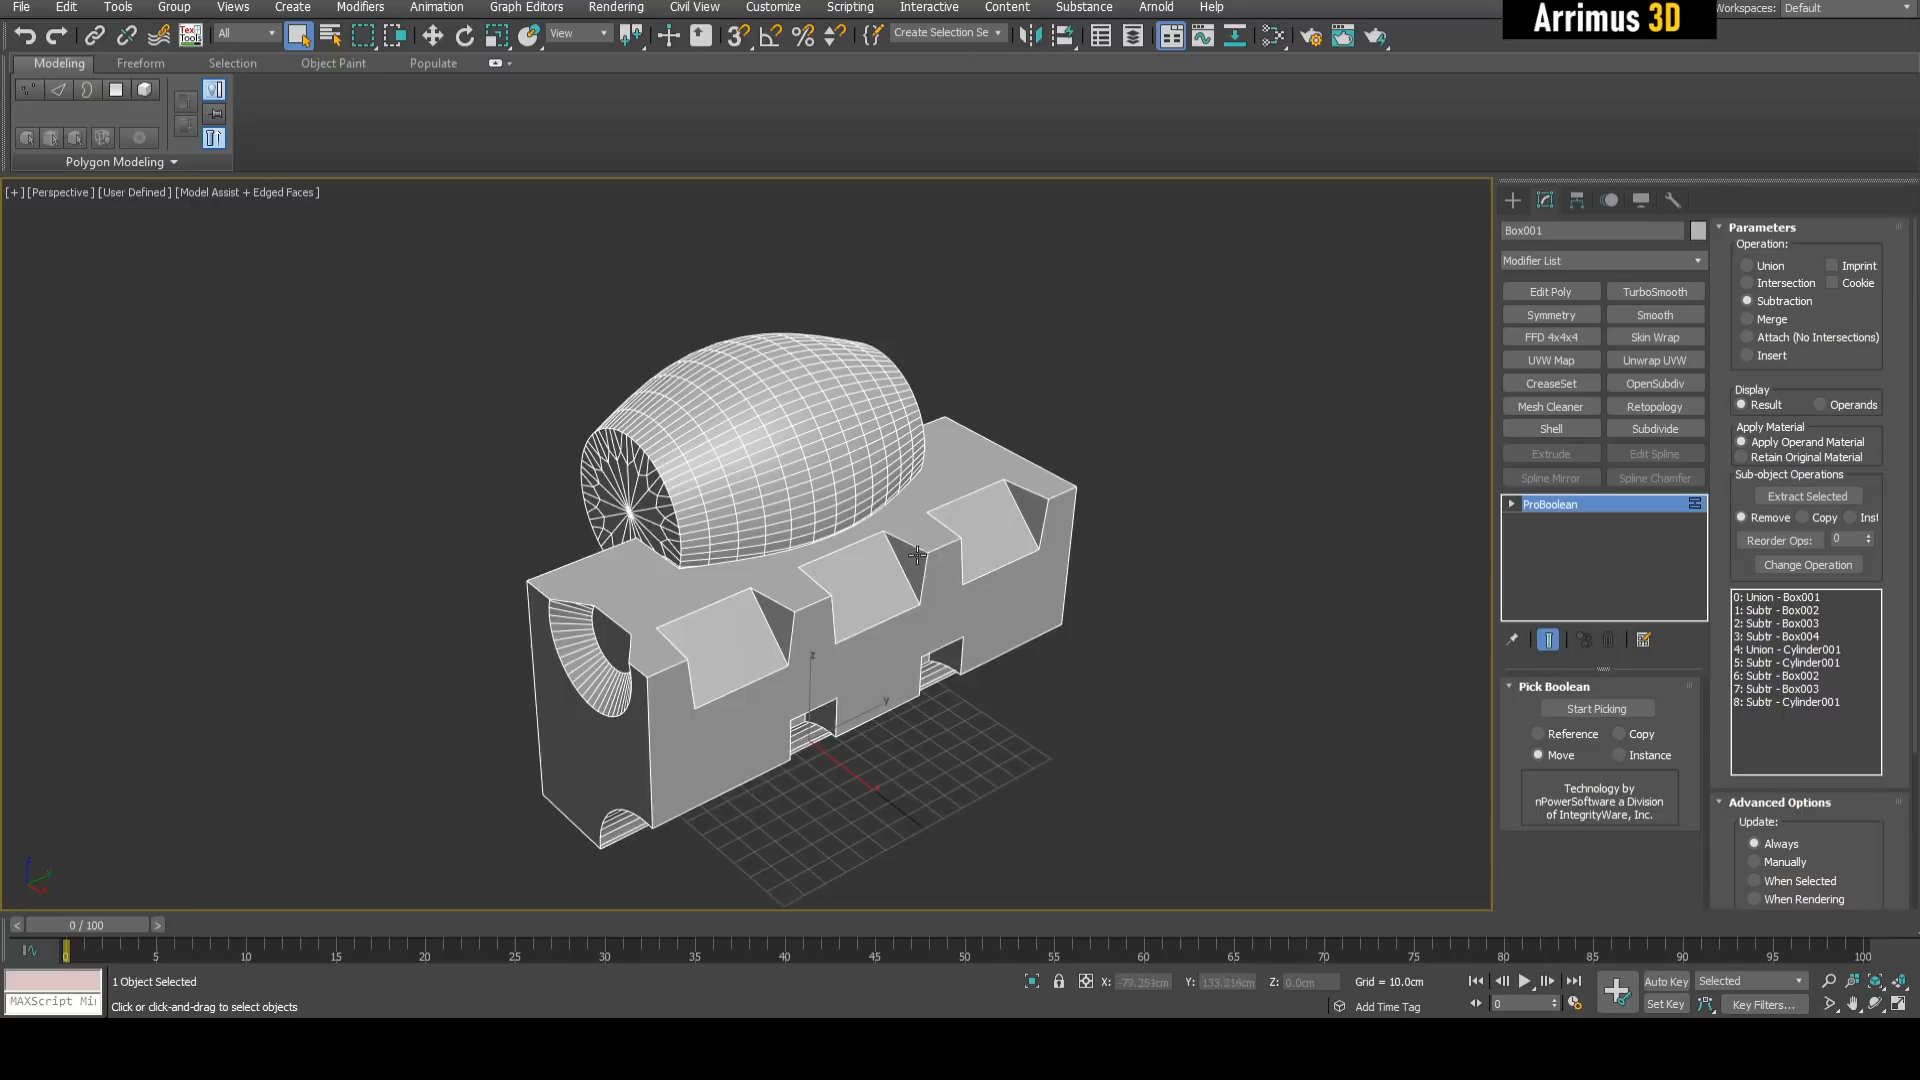 File Edit Tools Group Views Create Modifiers Animation Graph Editors Rendering Civil View Customize Scripting Interactive Content Substance Arnold Help
Arrimus 3D
Workspaces: Default
All
View
Create Selection Se
Modeling Freeform Selection Object Paint Populate
Polygon Modeling
[+] [Perspective] [User Defined] [Model Assist + Edged Faces]
Box001
Modifier List
Edit Poly TurboSmooth
Symmetry Smooth
FFD 4x4x4 Skin Wrap
UVW Map Unwrap UVW
CreaseSet OpenSubdiv
Mesh Cleaner Retopology
Shell Subdivide
Extrude Edit Spline
Spline Mirror Spline Chamfer
ProBoolean
Pick Boolean
Start Picking
Reference Copy
Move Instance
Technology by
nPowerSoftware a Division
of IntegrityWare, Inc.
Parameters
Operation:
Union Imprint
Intersection Cookie
Subtraction
Merge
Attach (No Intersections)
Insert
Display
Result Operands
Apply Material
Apply Operand Material
Retain Original Material
Sub-object Operations
Extract Selected
Remove Copy Inst
Reorder Ops: 0
Change Operation
0: Union - Box001
1: Subtr - Box002
2: Subtr - Box003
3: Subtr - Box004
4: Union - Cylinder001
5: Subtr - Cylinder001
6: Subtr - Box002
7: Subtr - Box003
8: Subtr - Cylinder001
Advanced Options
Update:
Always
Manually
When Selected
When Rendering
z
y
z
y
< 0 / 100 >
0 5 10 15 20 25 30 35 40 45 50 55 60 65 70 75 80 85 90 95 100
1 Object Selected
X: -79.251cm Y: 133.216cm Z: 0.0cm Grid = 10.0cm
Auto Key Selected
MAXScript Mi
Click or click-and-drag to select objects
Add Time Tag
0
Set Key Key Filters...